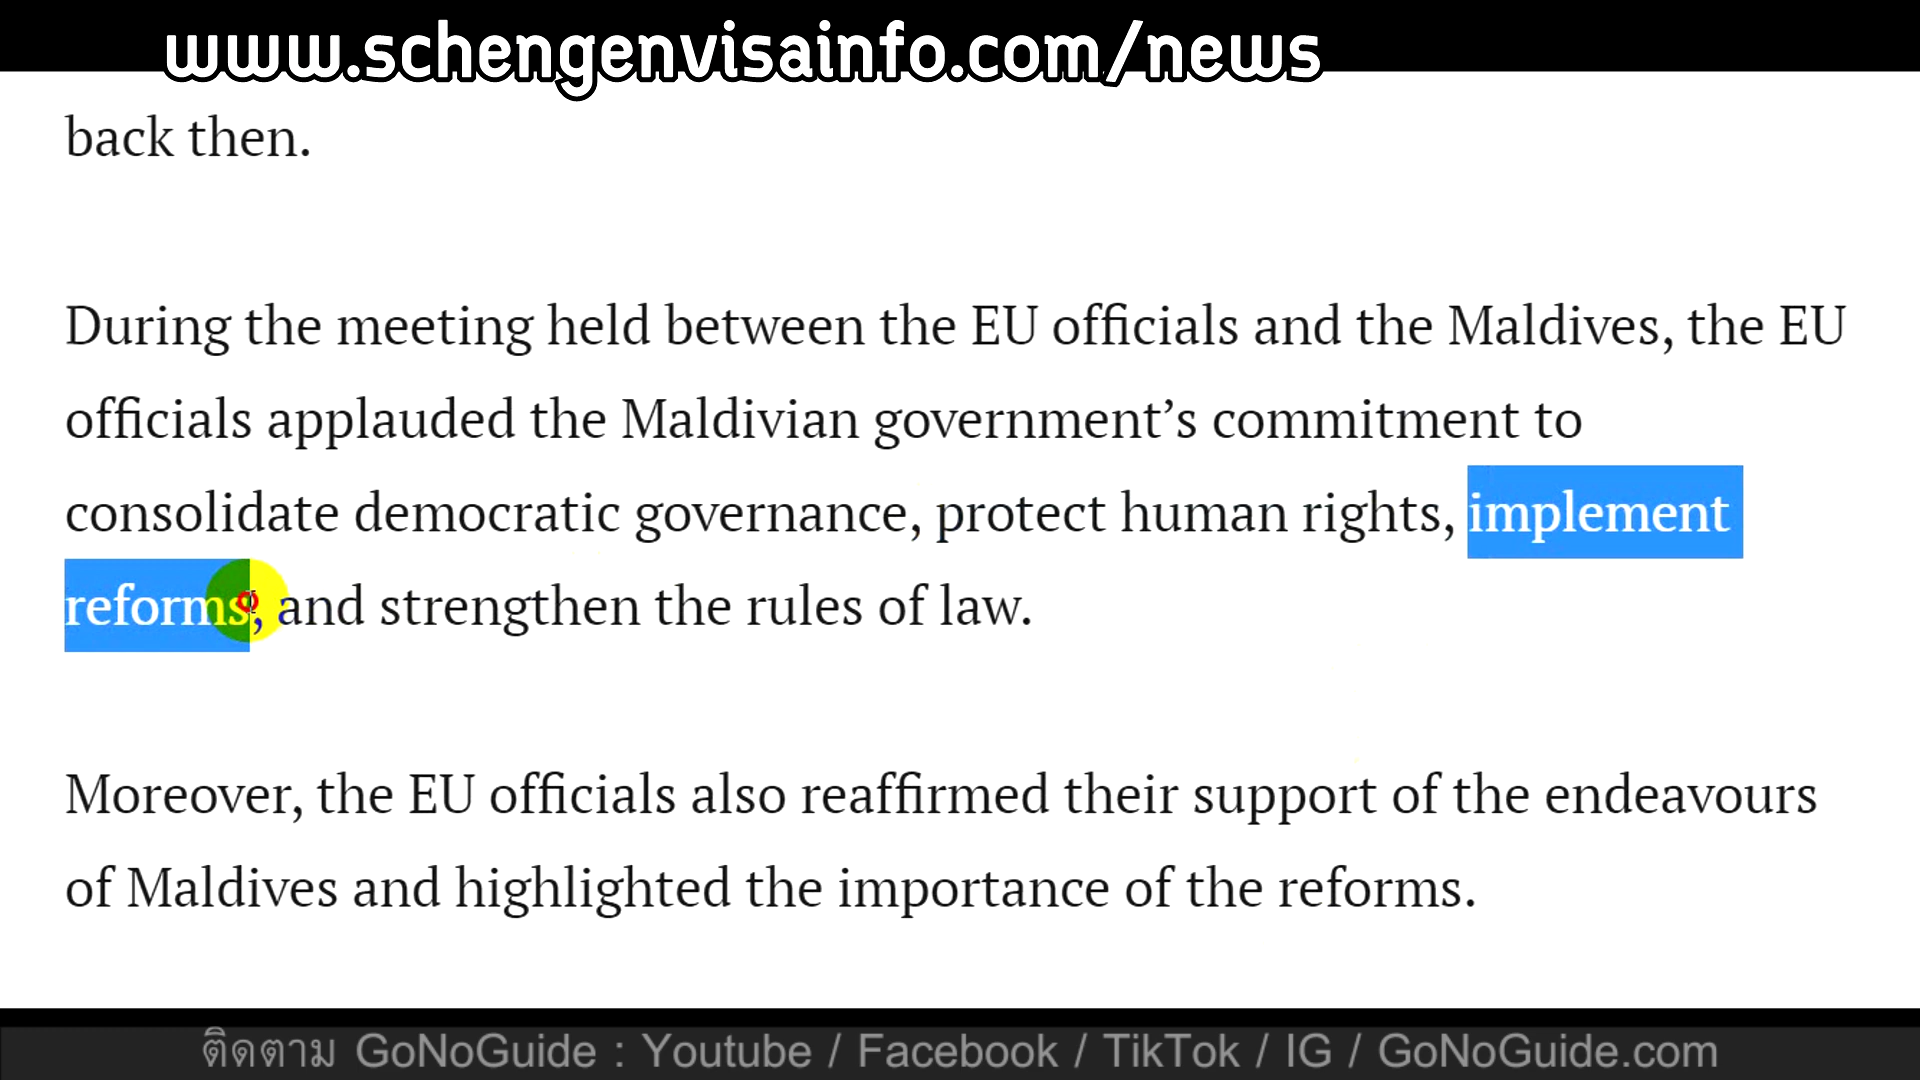 www.schengenvisainfo.com/news
back then.
During the meeting held between the EU officials and the Maldives, the EU
officials applauded the Maldivian government’s commitment to
consolidate democratic governance, protect human rights, implement
reforms, and strengthen the rules of law.
Moreover, the EU officials also reaffirmed their support of the endeavours
of Maldives and highlighted the importance of the reforms.
ติดตาม GoNoGuide : Youtube / Facebook / TikTok / IG / GoNoGuide.com